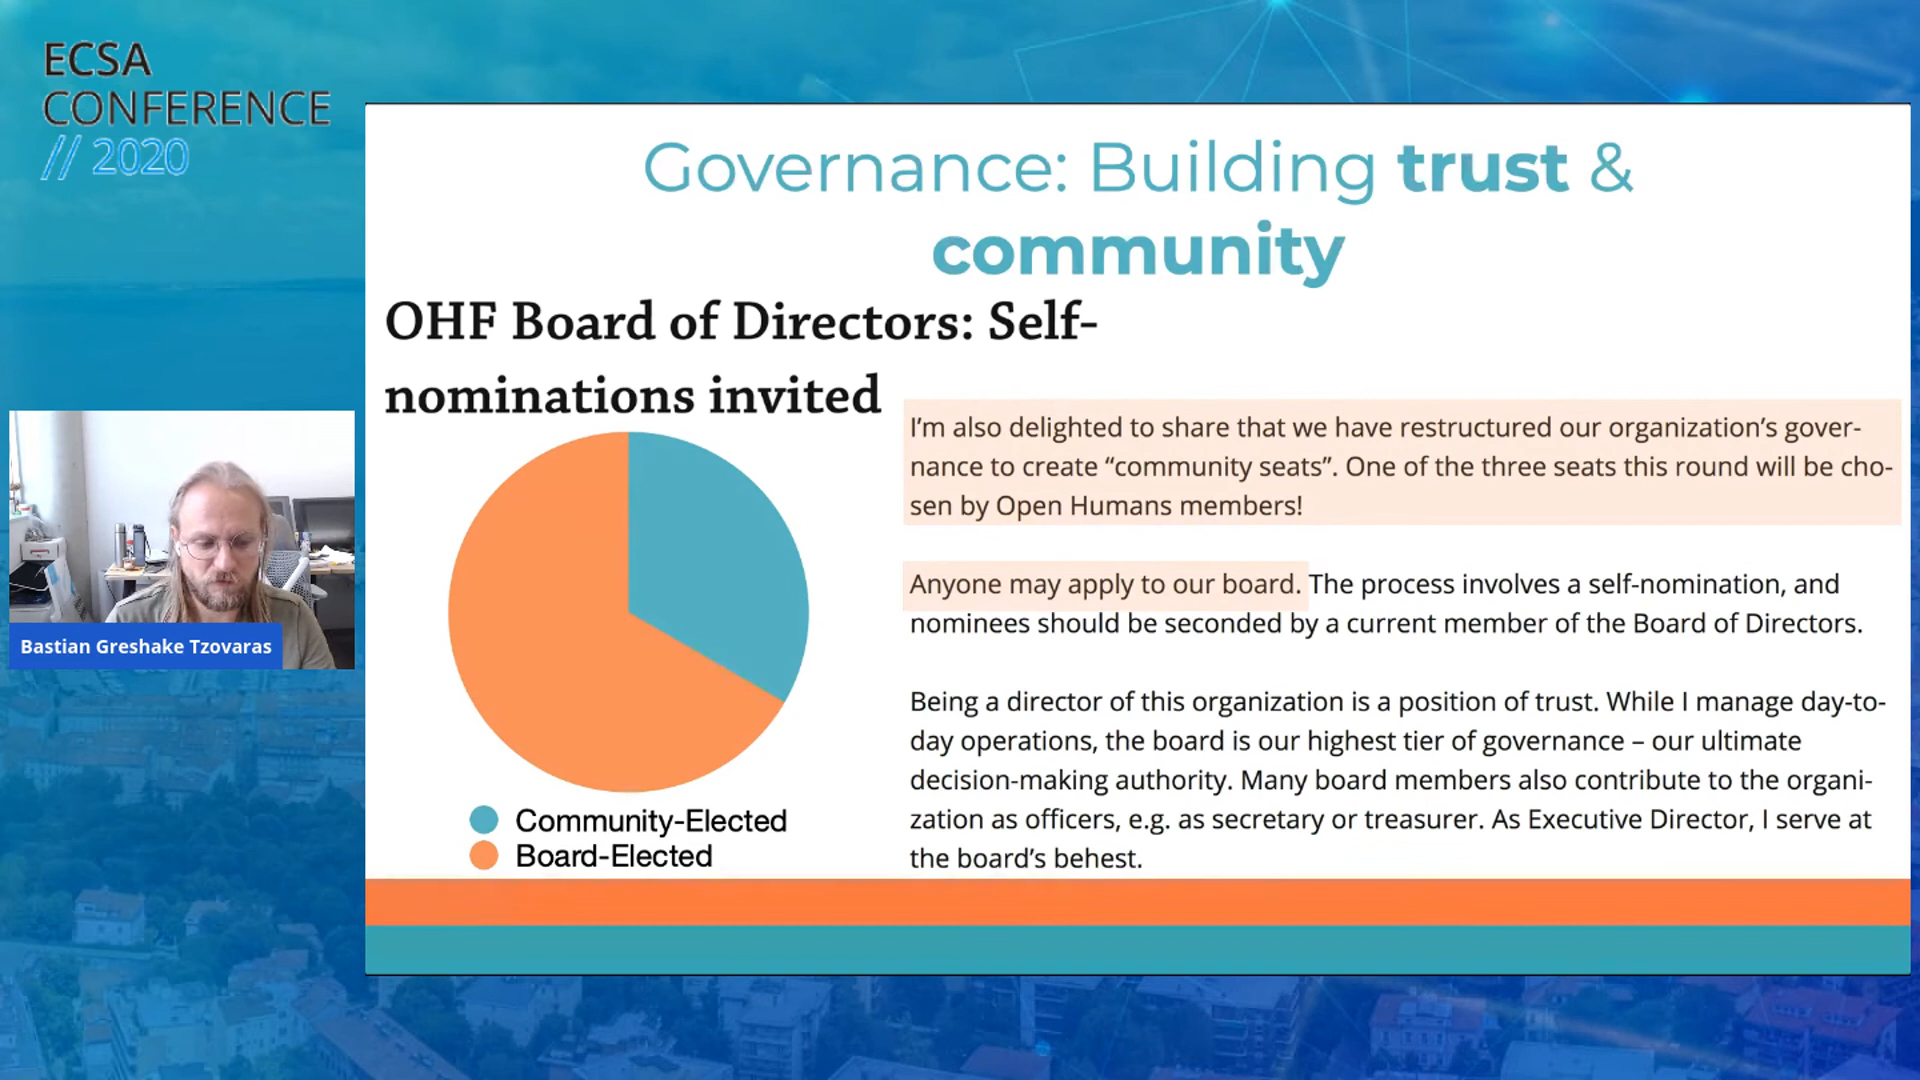 ECSA
CONFERENCE
// 2020
Governance: Building trust &
community
OHF Board of Directors: Self-
nominations invited
I’m also delighted to share that we have restructured our organization’s gover-
nance to create “community seats”. One of the three seats this round will be cho-
sen by Open Humans members!
Anyone may apply to our board. The process involves a self-nomination, and
nominees should be seconded by a current member of the Board of Directors.
Being a director of this organization is a position of trust. While I manage day-to-
day operations, the board is our highest tier of governance – our ultimate
decision-making authority. Many board members also contribute to the organi-
zation as officers, e.g. as secretary or treasurer. As Executive Director, I serve at
the board’s behest.
Community-Elected
Board-Elected
Bastian Greshake Tzovaras